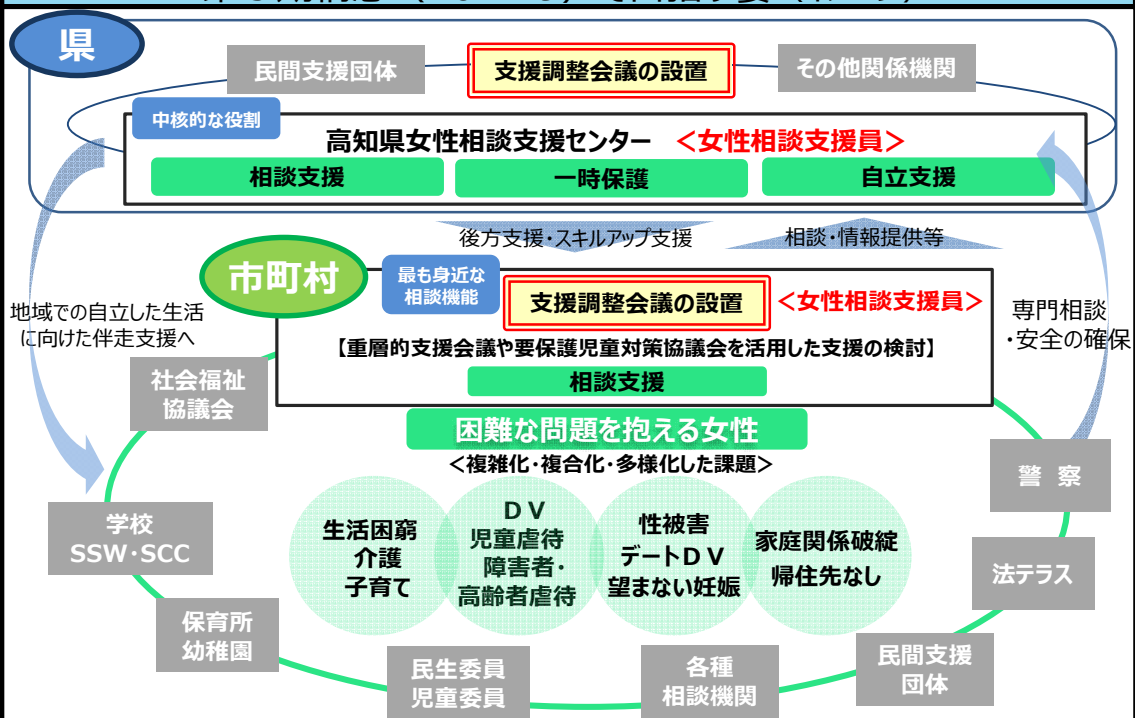 県
民間支援団体
支援調整会議の設置
その他関係機関
中核的な役割
高知県女性相談支援センター <女性相談支援員>
相談支援
一時保護
自立支援
後方支援・スキルアップ支援
相談・情報提供等
市町村
最も身近な
相談機能
支援調整会議の設置
<女性相談支援員>
地域での自立した生活
に向けた伴走支援へ
専門相談
・安全の確保
【重層的支援会議や要保護児童対策協議会を活用した支援の検討】
相談支援
社会福祉
協議会
困難な問題を抱える女性
<複雑化・複合化・多様化した課題>
警 察
学校
SSW・SCC
生活困窮
介護
子育て
DV
児童虐待
障害者・
高齢者虐待
性被害
デートDV
望まない妊娠
家庭関係破綻
帰住先なし
法テラス
保育所
幼稚園
民生委員
児童委員
各種
相談機関
民間支援
団体